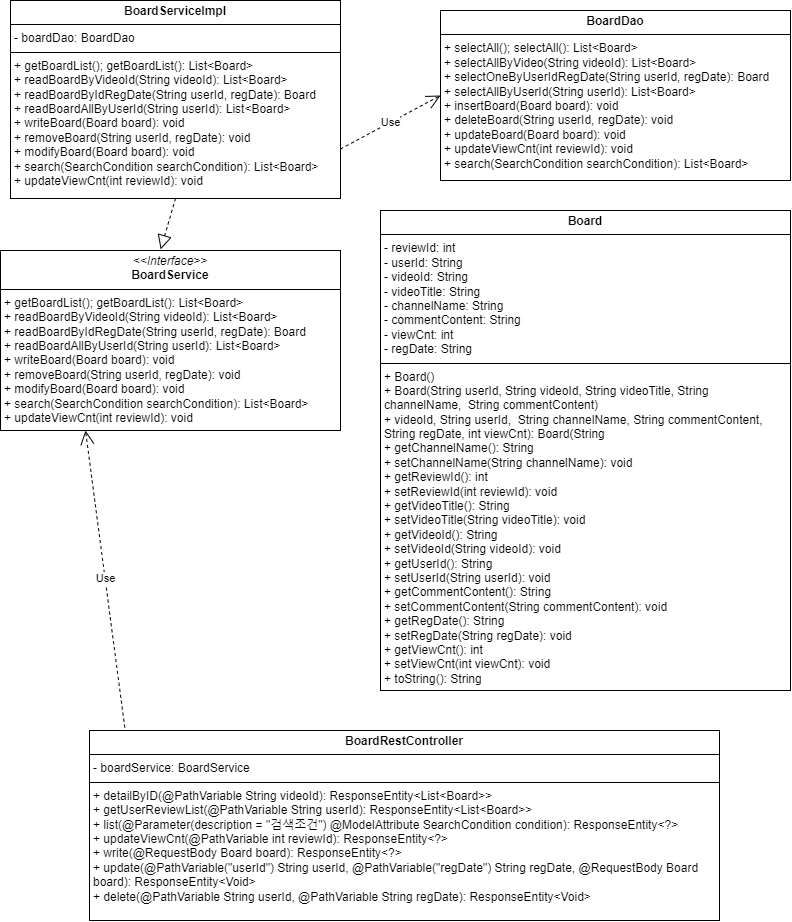 BoardServiceImpl
- boardDao: BoardDao
+ getBoardList(); getBoardList(): List<Board>
+ readBoardByVideoId(String videoId): List<Board>
+ readBoardByIdRegDate(String userId, regDate): Board
+ readBoardAllByUserId(String userId): List<Board>
+ writeBoard(Board board): void
+ removeBoard(String userId, regDate): void
+ modifyBoard(Board board): void
+ search(SearchCondition searchCondition): List<Board>
+ updateViewCnt(int reviewId): void
Use
BoardDao
+ selectAll(); selectAll(): List<Board>
+ selectAllByVideo(String videoId): List<Board>
+ selectOneByUserIdRegDate(String userId, regDate): Board
+ selectAllByUserId(String userId): List<Board>
+ insertBoard(Board board): void
+ deleteBoard(String userId, regDate): void
+ updateBoard(Board board): void
+ updateViewCnt(int reviewId): void
+ search(SearchCondition searchCondition): List<Board>
<<Interface>>
BoardService
+ getBoardList(); getBoardList(): List<Board>
+ readBoardByVideoId(String videoId): List<Board>
+ readBoardByIdRegDate(String userId, regDate): Board
+ readBoardAllByUserId(String userId): List<Board>
+ writeBoard(Board board): void
+ removeBoard(String userId, regDate): void
+ modifyBoard(Board board): void
+ search(SearchCondition searchCondition): List<Board>
+ updateViewCnt(int reviewId): void
Board
- reviewId: int
- userId: String
- videoId: String
- videoTitle: String
- channelName: String
- commentContent: String
- viewCnt: int
- regDate: String
+ Board()
+ Board(String userId, String videoId, String videoTitle, String
channelName,  String commentContent)
+ videoId, String userId,  String channelName, String commentContent,
String regDate, int viewCnt): Board(String
+ getChannelName(): String
+ setChannelName(String channelName): void
+ getReviewId(): int
+ setReviewId(int reviewId): void
+ getVideoTitle(): String
+ setVideoTitle(String videoTitle): void
+ getVideoId(): String
+ setVideoId(String videoId): void
+ getUserId(): String
+ setUserId(String userId): void
+ getCommentContent(): String
+ setCommentContent(String commentContent): void
+ getRegDate(): String
+ setRegDate(String regDate): void
+ getViewCnt(): int
+ setViewCnt(int viewCnt): void
+ toString(): String
Use
BoardRestController
- boardService: BoardService
+ detailByID(@PathVariable String videoId): ResponseEntity<List<Board>>
+ getUserReviewList(@PathVariable String userId): ResponseEntity<List<Board>>
+ list(@Parameter(description = "검색조건") @ModelAttribute SearchCondition condition): ResponseEntity<?>
+ updateViewCnt(@PathVariable int reviewId): ResponseEntity<?>
+ write(@RequestBody Board board): ResponseEntity<?>
+ update(@PathVariable("userId") String userId, @PathVariable("regDate") String regDate, @RequestBody Board
board): ResponseEntity<Void>
+ delete(@PathVariable String userId, @PathVariable String regDate): ResponseEntity<Void>